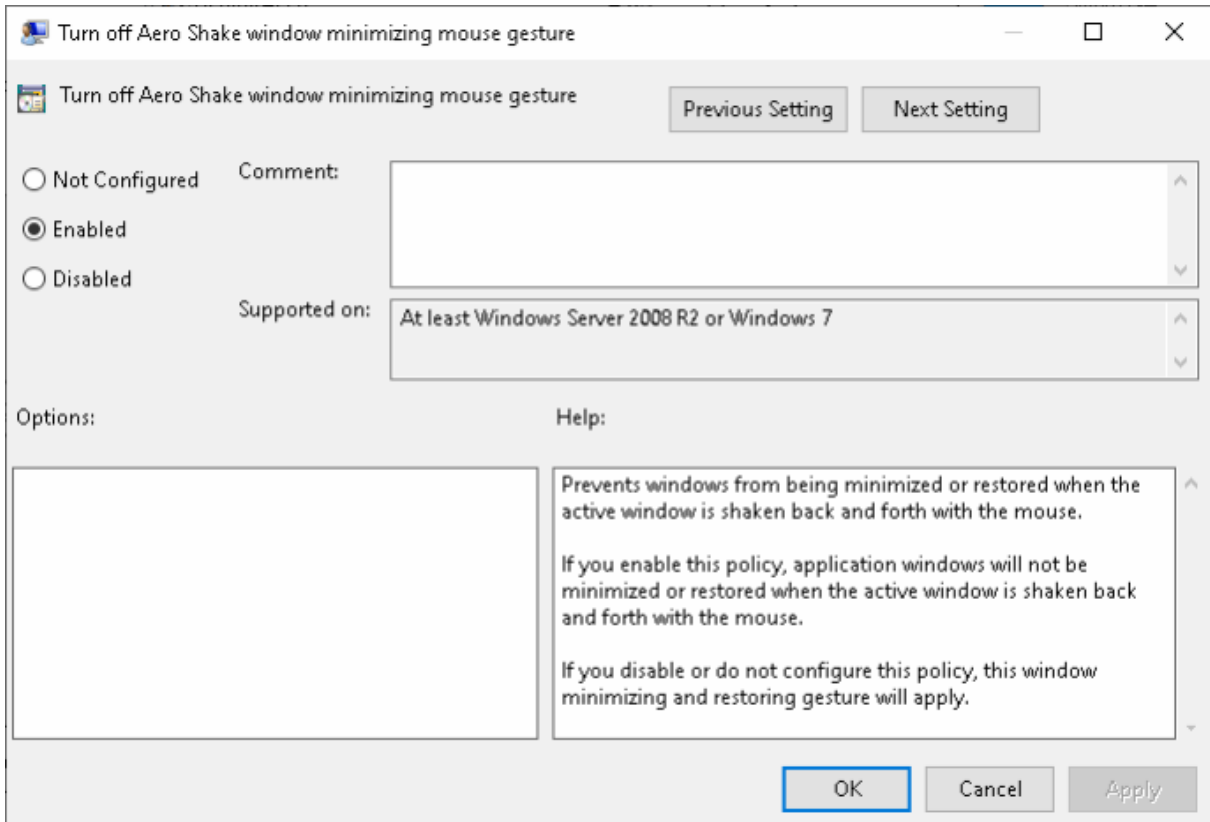 Turn off Aero Shake window minimizing mouse gesture
Turn off Aero Shake window minimizing mouse gesture
Previous Setting
Next Setting
Not Configured
Comment:
Enabled
Disabled
Supported on:
At least Windows Server 2008 R2 or Windows 7
Options:
Help:
Prevents windows from being minimized or restored when the
active window is shaken back and forth with the mouse.
If you enable this policy, application windows will not be
minimized or restored when the active window is shaken back
and forth with the mouse.
If you disable or do not configure this policy, this window
minimizing and restoring gesture will apply.
OK
Cancel
Apply